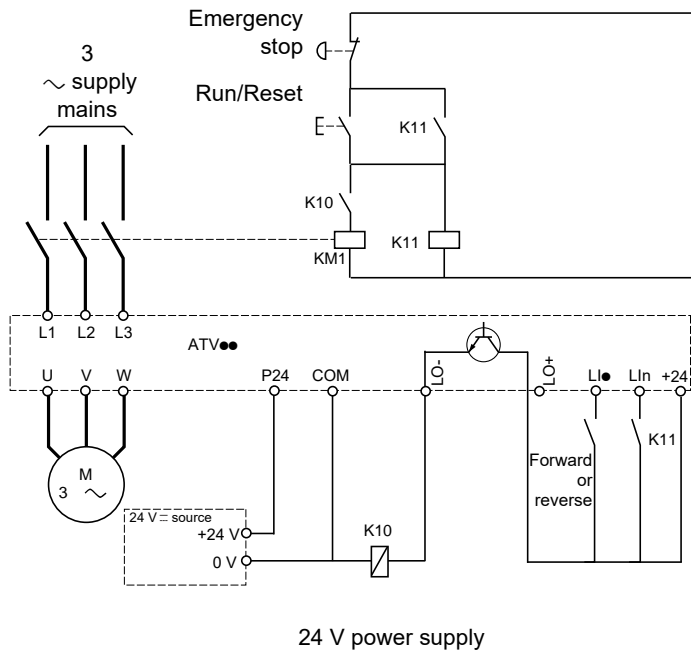 Emergency
stop
3
∼ supply
mains
Run/Reset
K11
K10
KM1
K11
L1 L2 L3
ATV●●
U V W
P24 COM LO- LO+ LI● LIn +24
K11
Forward
or
reverse
M
3 ∼
24 V ⎓ source
+24 V
0 V
K10
24 V power supply